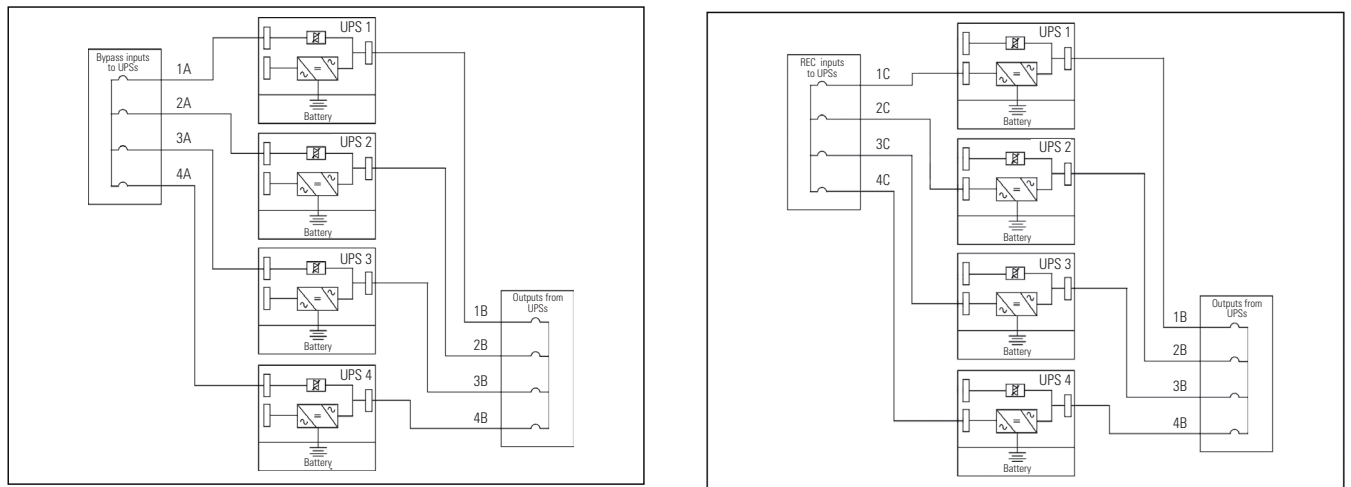 Bypass inputs
to UPSs
1A
2A
3A
4A
UPS 1
Battery
UPS 2
Battery
UPS 3
Battery
UPS 4
Battery
Outputs from
UPSs
1B
2B
3B
4B
REC inputs
to UPSs
1C
2C
3C
4C
UPS 1
Battery
UPS 2
Battery
UPS 3
Battery
UPS 4
Battery
Outputs from
UPSs
1B
2B
3B
4B